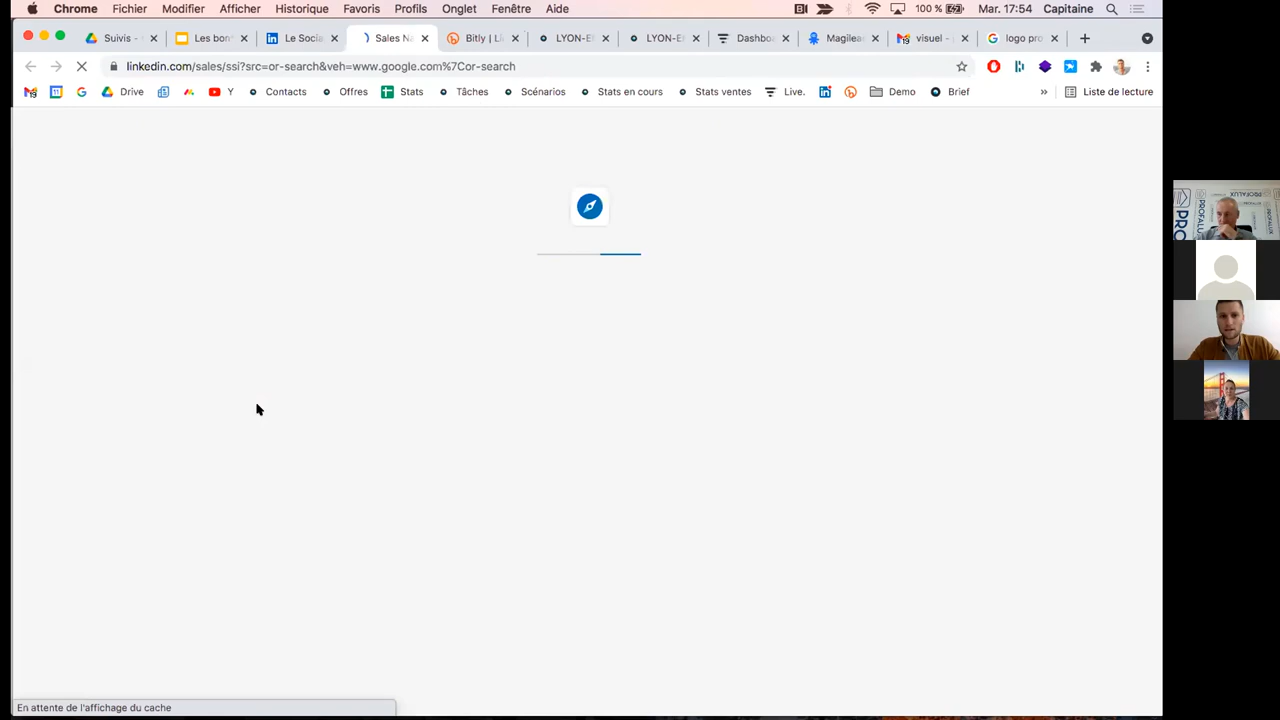 Chrome Fichier Modifier Afficher Historique Favoris Profils Onglet Fenêtre Aide 100 % Mar. 17:54 Capitaine
Suivis - Les bon Le Socia Sales Na Bitly | Li LYON-E LYON-E Dashbo Magilea visuel - logo pro
linkedin.com/sales/ssi?src=or-search&veh=www.google.com%7Cor-search
Drive Y Contacts Offres Stats Tâches Scénarios Stats en cours Stats ventes Live. Demo Brief » Liste de lecture
PROFALUX
PRO
En attente de l'affichage du cache